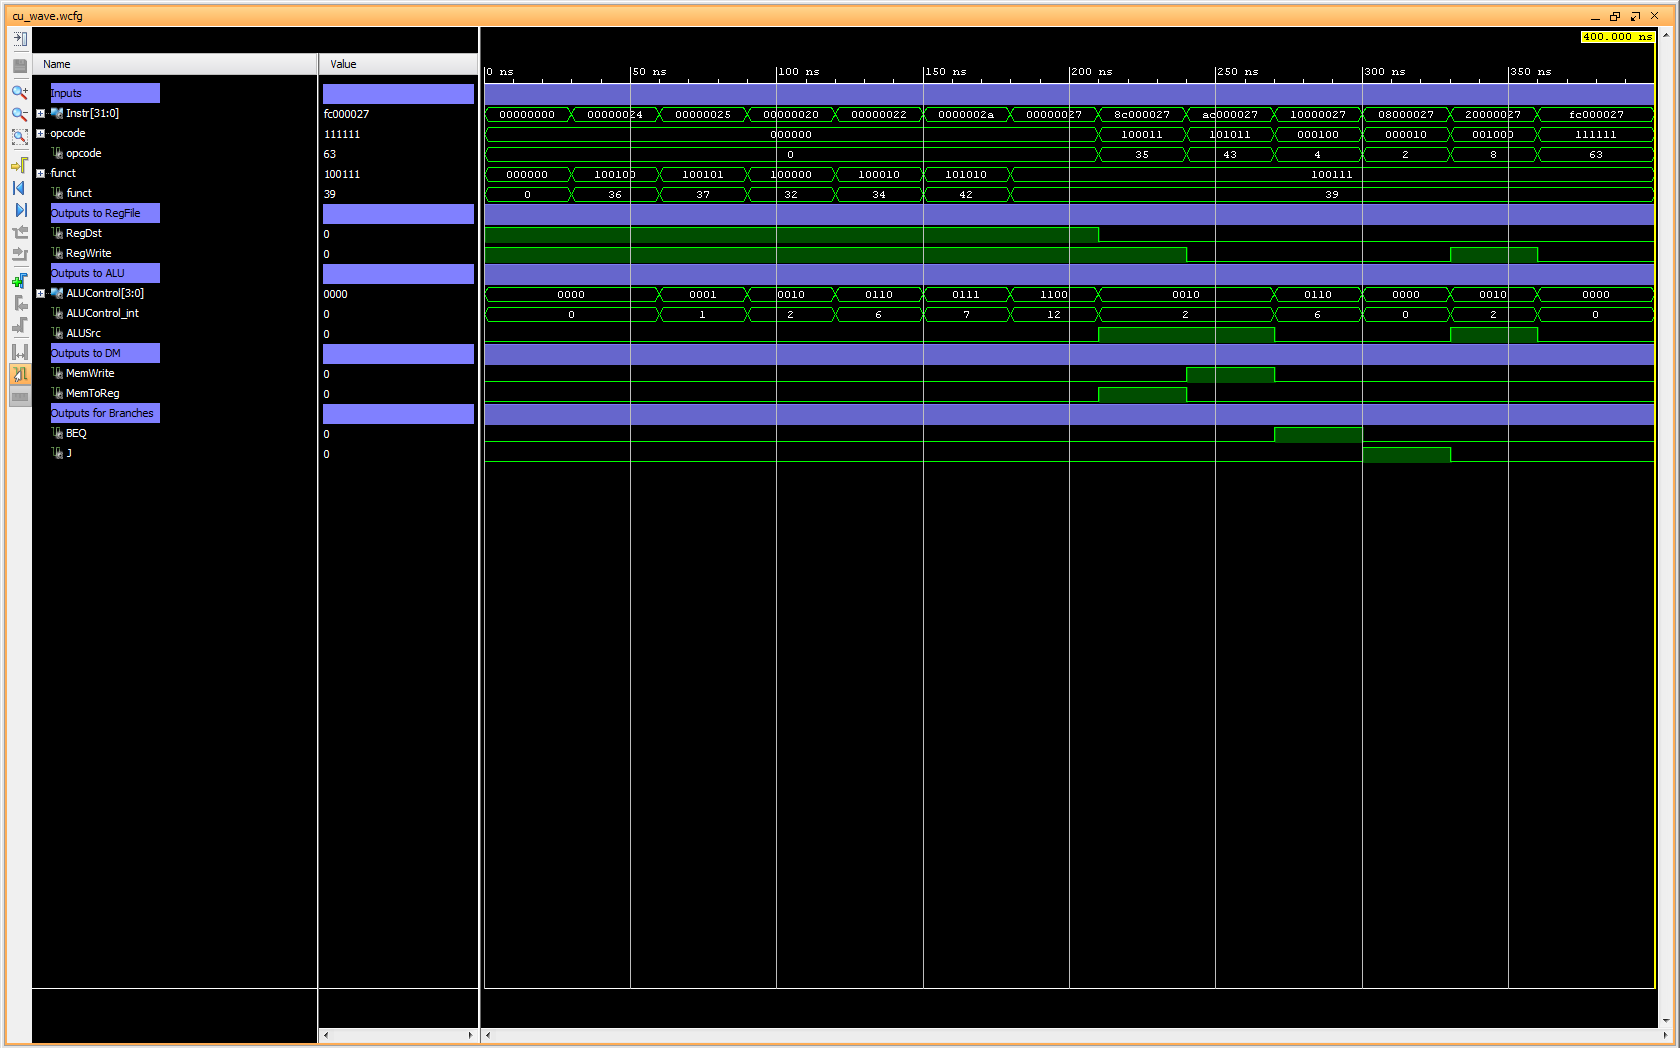 cu_wave.wcfg
400.000 ns
Name Value
0 ns 50 ns 100 ns 150 ns 200 ns 250 ns 300 ns 350 ns
Inputs
Instr[31:0] fc000027 00000000 00000024 00000025 00000020 00000022 0000002a 00000027 8c000027 ac000027 10000027 08000027 20000027 fc000027
opcode 111111 000000 100011 101011 000100 000010 001000 111111
opcode 63 0 35 43 4 2 8 63
funct 100111 000000 100100 100101 100000 100010 101010 100111
funct 39 0 36 37 32 34 42 39
Outputs to RegFile
RegDst 0
RegWrite 0
Outputs to ALU
ALUControl[3:0] 0000 0000 0001 0010 0110 0111 1100 0010 0110 0000 0010 0000
ALUControl_int 0 0 1 2 6 7 12 2 6 0 2 0
ALUSrc 0
Outputs to DM
MemWrite 0
MemToReg 0
Outputs for Branches
BEQ 0
J 0